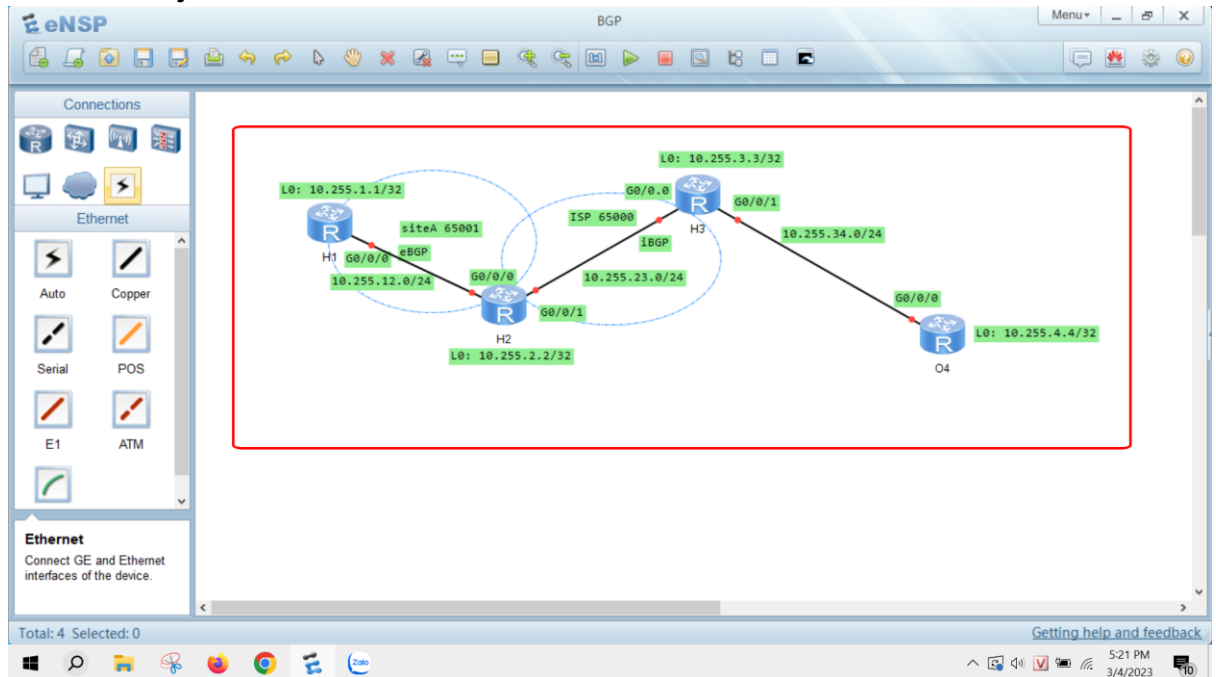 eNSP
BGP
Menu
Connections
Ethernet
Auto
Copper
Serial
POS
E1
ATM
Ethernet
Connect GE and Ethernet
interfaces of the device.
L0: 10.255.3.3/32
L0: 10.255.1.1/32
G0/0.0
G0/0/1
H3
ISP 65000
siteA 65001
iBGP
10.255.34.0/24
H1
G0/0/0
eBGP
10.255.12.0/24
G0/0/0
10.255.23.0/24
G0/0/1
H2
L0: 10.255.2.2/32
G0/0/0
L0: 10.255.4.4/32
O4
R
R
R
R
R
Total: 4 Selected: 0
Getting help and feedback
Zalo
V
5:21 PM
3/4/2023
10